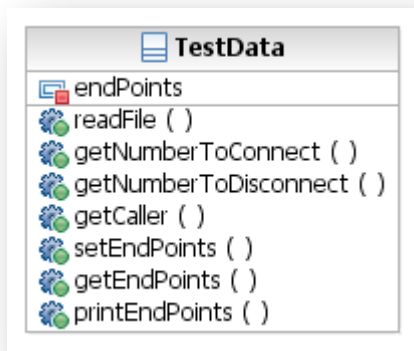 TestData
endPoints
readFile ( )
getNumberToConnect ( )
getNumberToDisconnect ( )
getCaller ( )
setEndPoints ( )
getEndPoints ( )
printEndPoints ( )